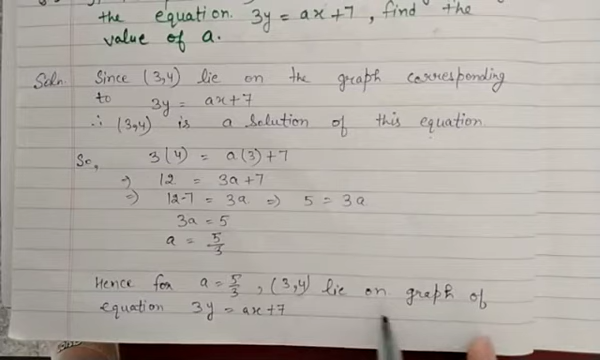 the equation. 3y = ax+7, find the
value of a.
Soln. Since (3,4) lie on the graph corresponding
to 3y = ax+7
∴ (3,4) is a solution of this equation
So, 3(4) = a(3)+7
⇒ 12 = 3a+7
⇒) 12-7 = 3a ⇒) 5 = 3a
3a = 5
a = 5/3
Hence for a = 5/3, (3,4) lie on graph of
equation 3y = ax+7